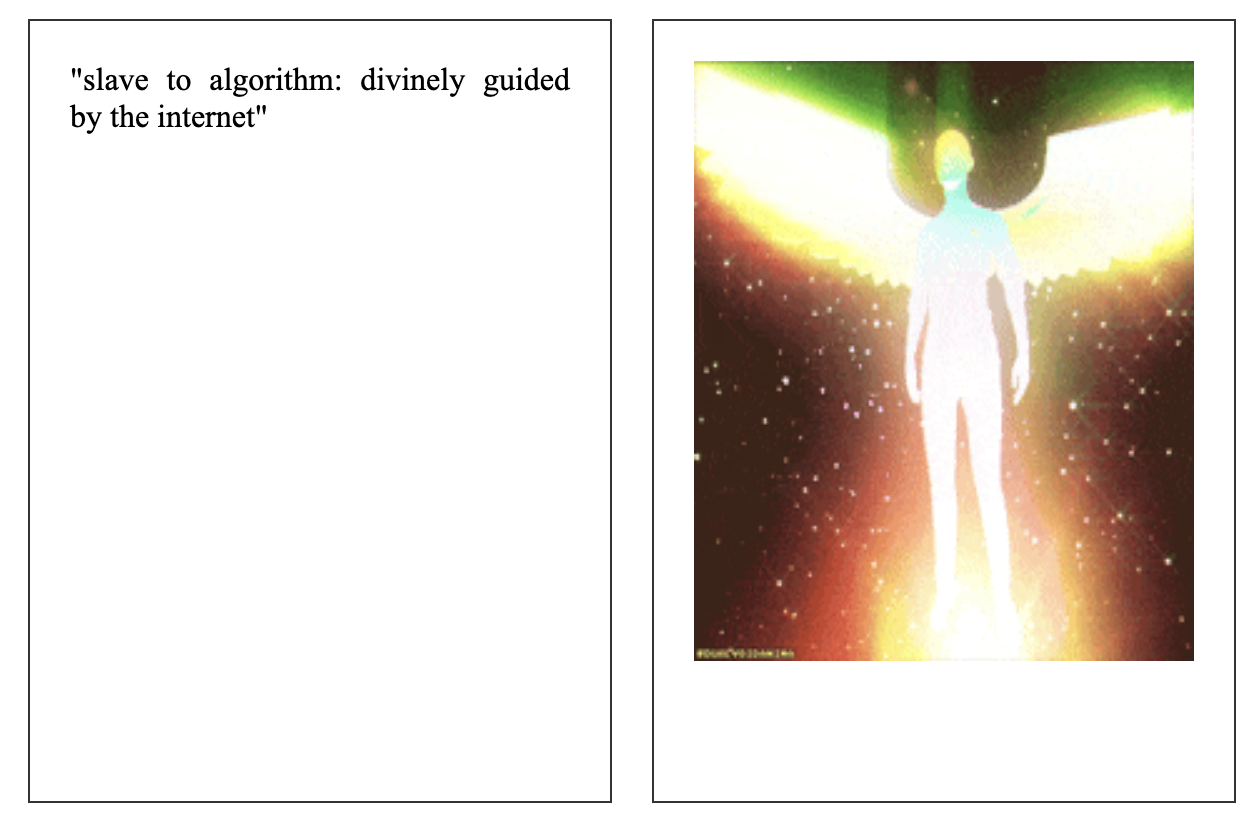 "slave to algorithm: divinely guided
by the internet"